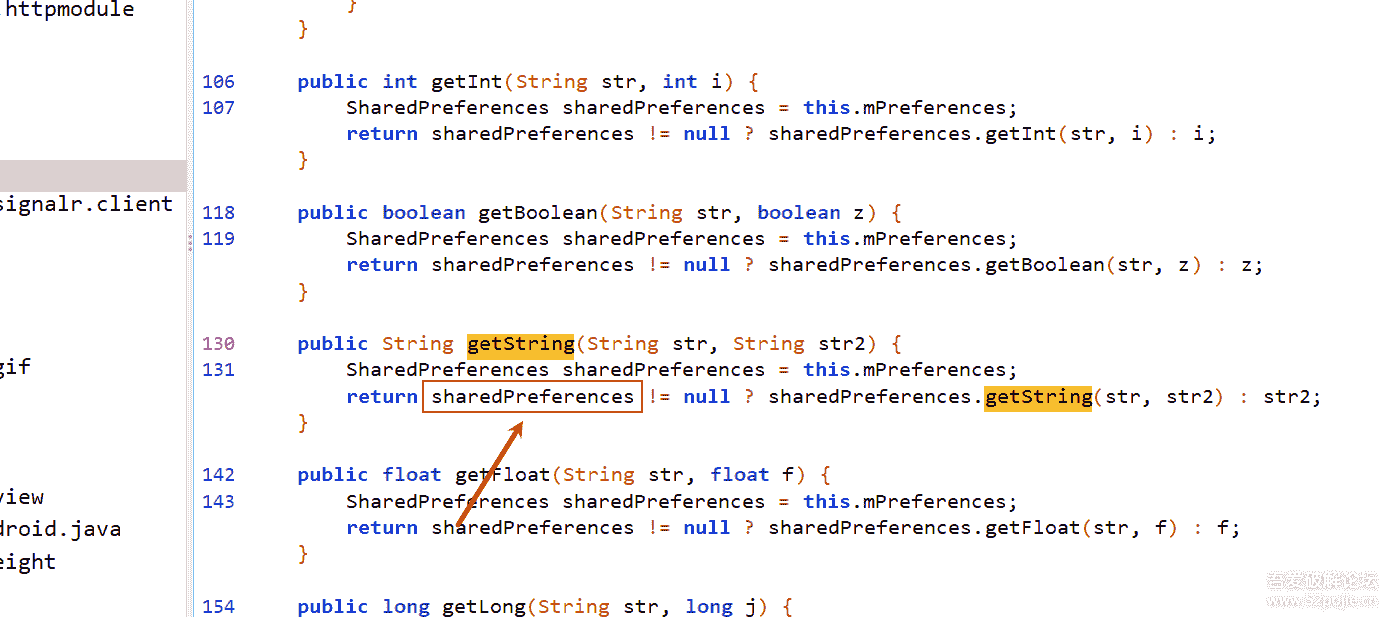 .httpmodule
signalr.client
gif
view
droid.java
eight
}
}
106 public int getInt(String str, int i) {
107 SharedPreferences sharedPreferences = this.mPreferences;
return sharedPreferences != null ? sharedPreferences.getInt(str, i) : i;
}
118 public boolean getBoolean(String str, boolean z) {
119 SharedPreferences sharedPreferences = this.mPreferences;
return sharedPreferences != null ? sharedPreferences.getBoolean(str, z) : z;
}
130 public String getString(String str, String str2) {
131 SharedPreferences sharedPreferences = this.mPreferences;
return sharedPreferences != null ? sharedPreferences.getString(str, str2) : str2;
}
142 public float getFloat(String str, float f) {
143 SharedPreferences sharedPreferences = this.mPreferences;
return sharedPreferences != null ? sharedPreferences.getFloat(str, f) : f;
}
154 public long getLong(String str, long j) {
吾爱破解论坛
www.52pojie.cn